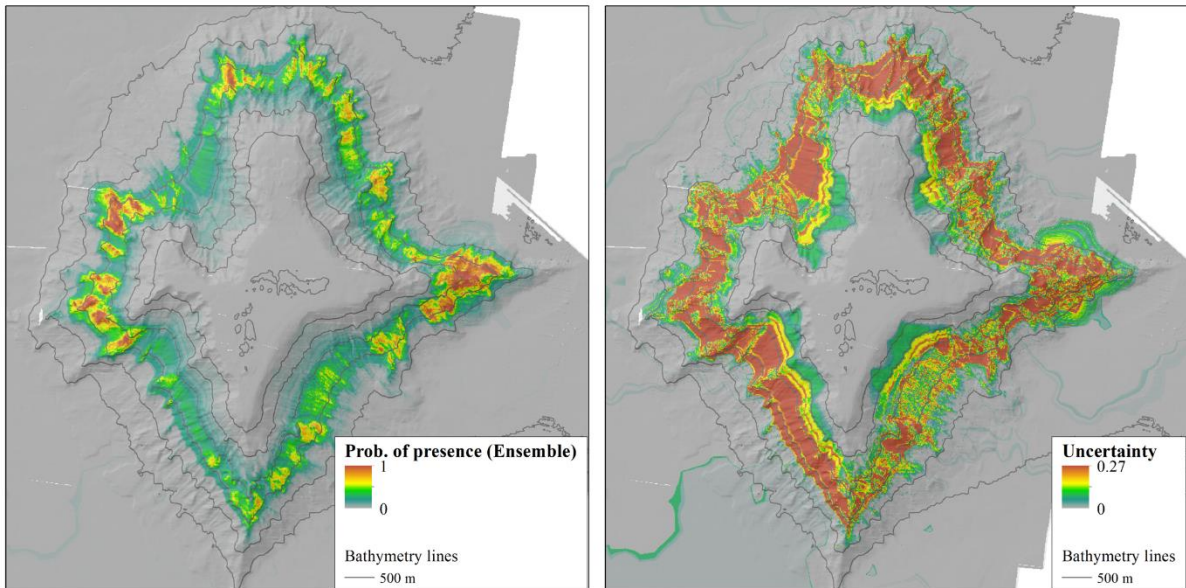 Prob. of presence (Ensemble)
1
0
Bathymetry lines
500 m
Uncertainty
0.27
0
Bathymetry lines
500 m